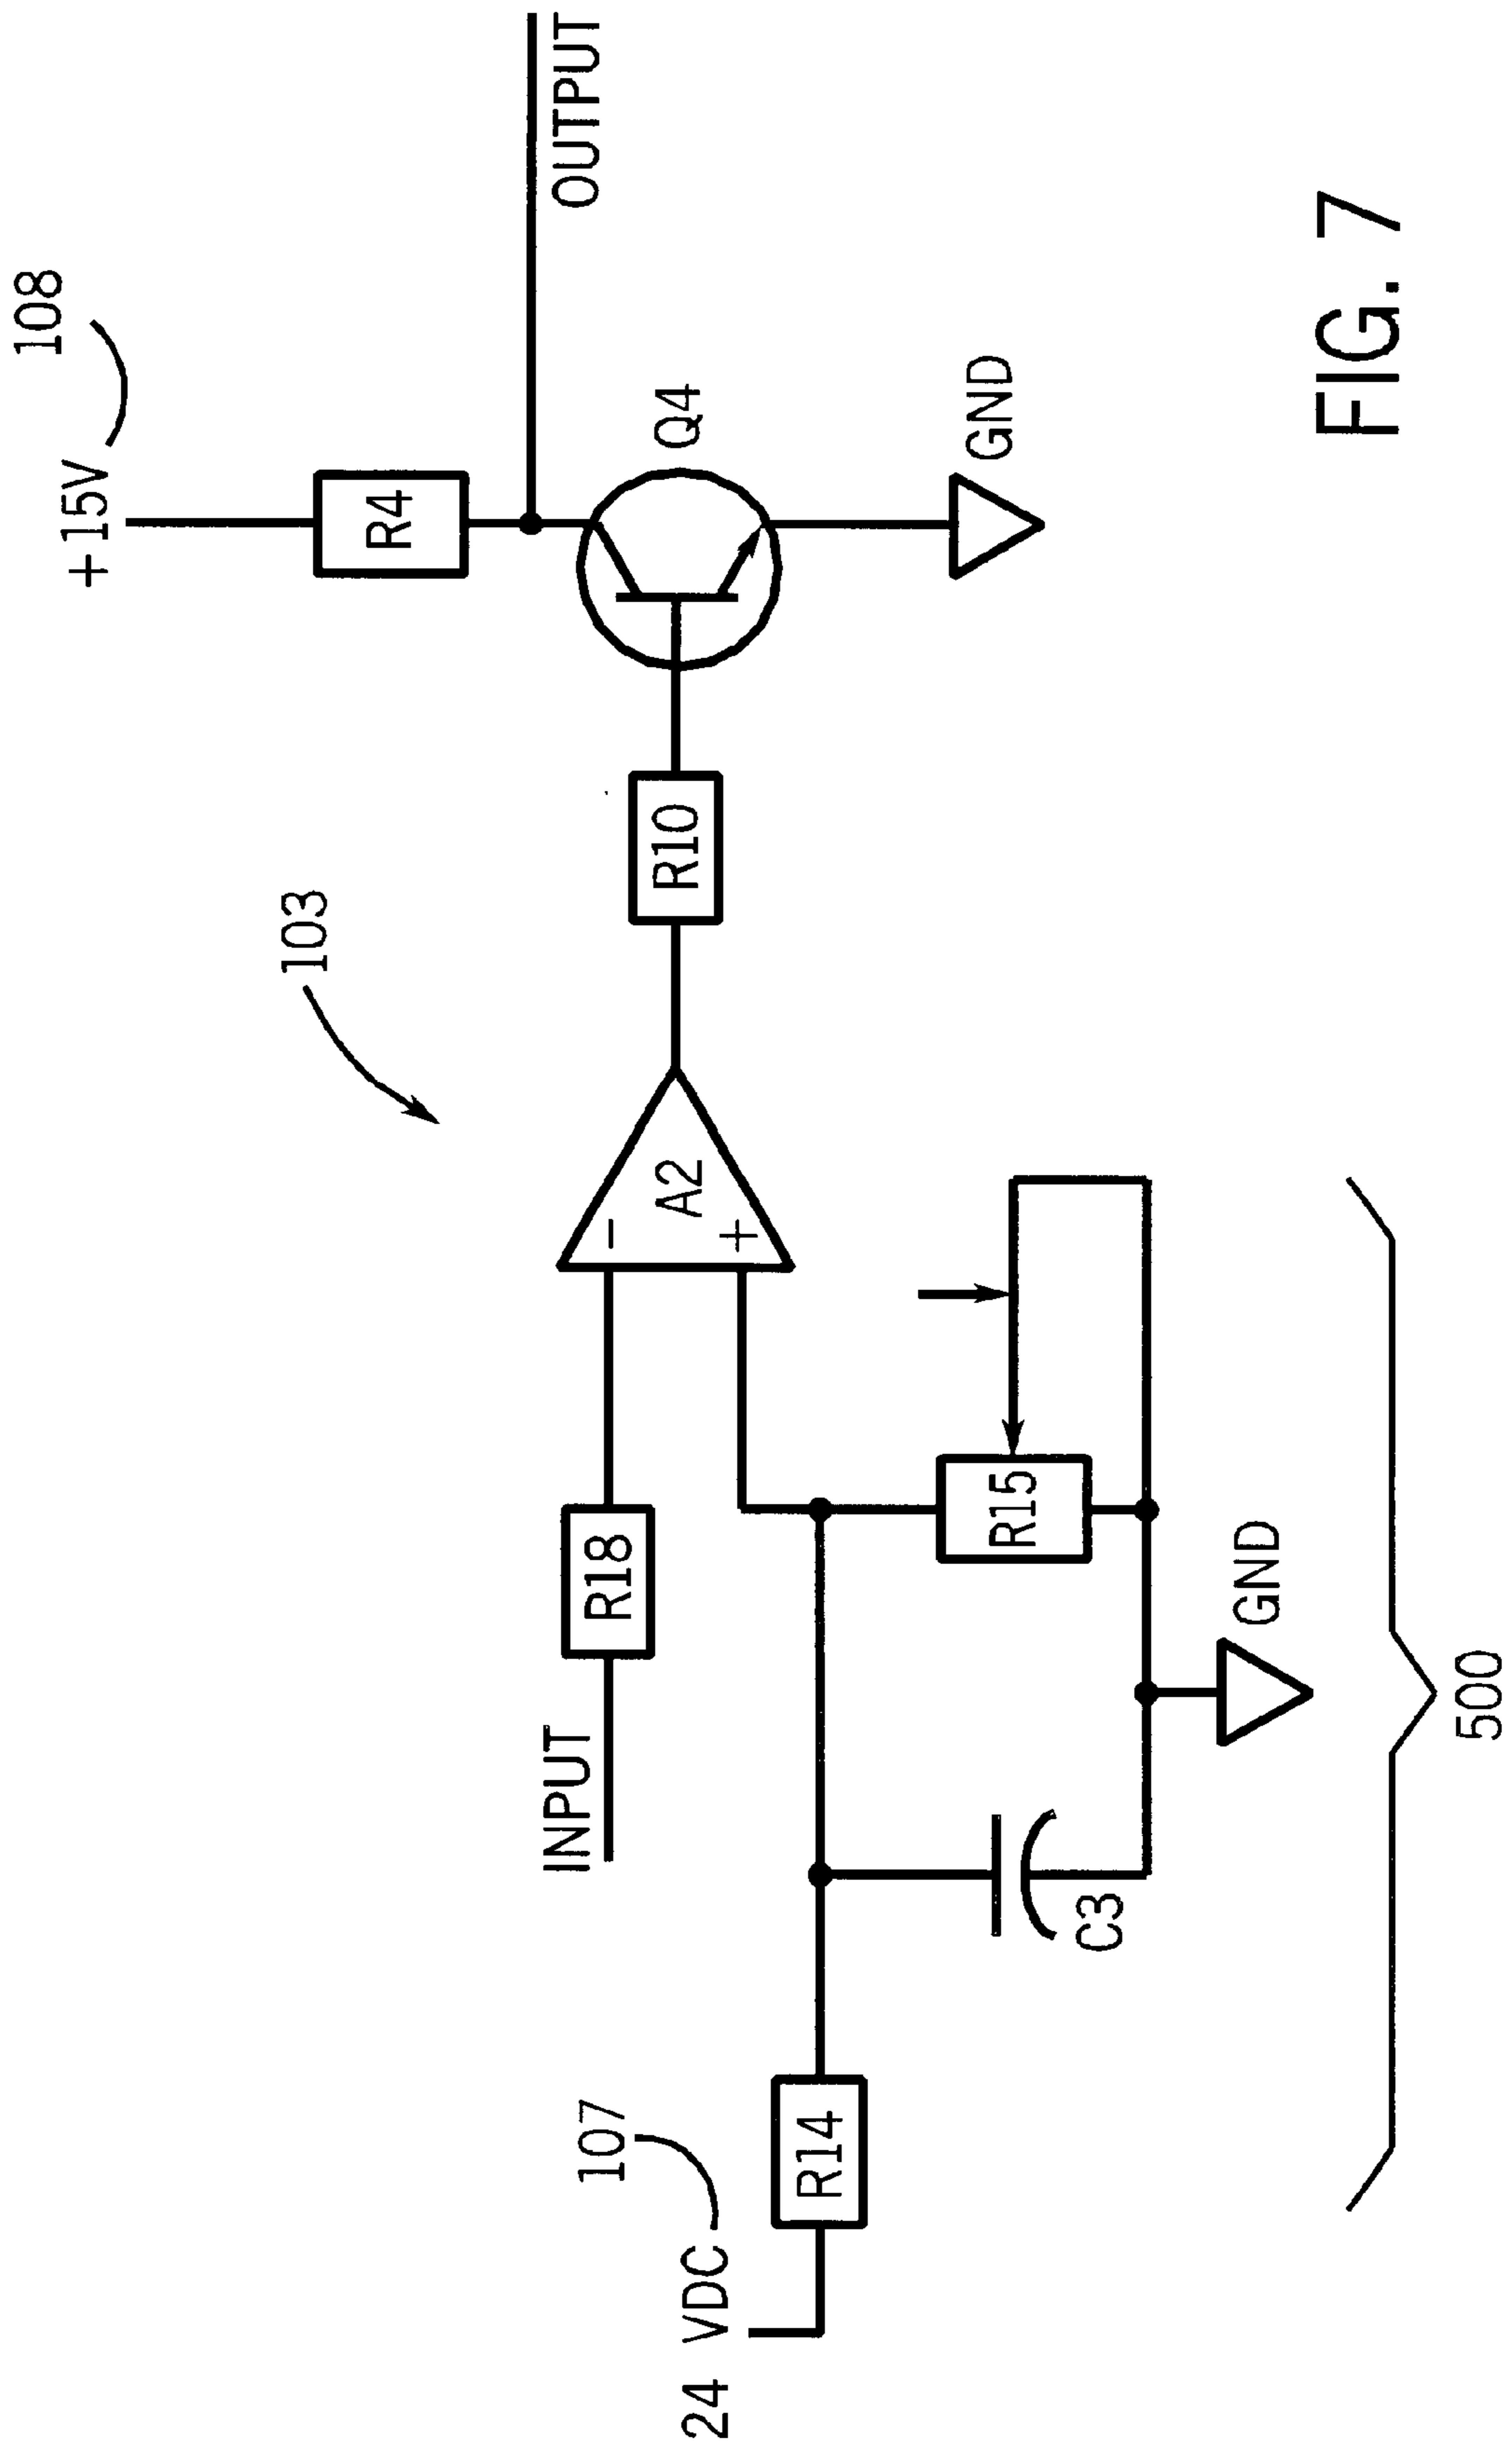 108
+15V
R4
OUTPUT
Q4
GND
103
R10
A2
−
+
INPUT
R18
R15
107
24 VDC
R14
C3
GND
500
FIG. 7